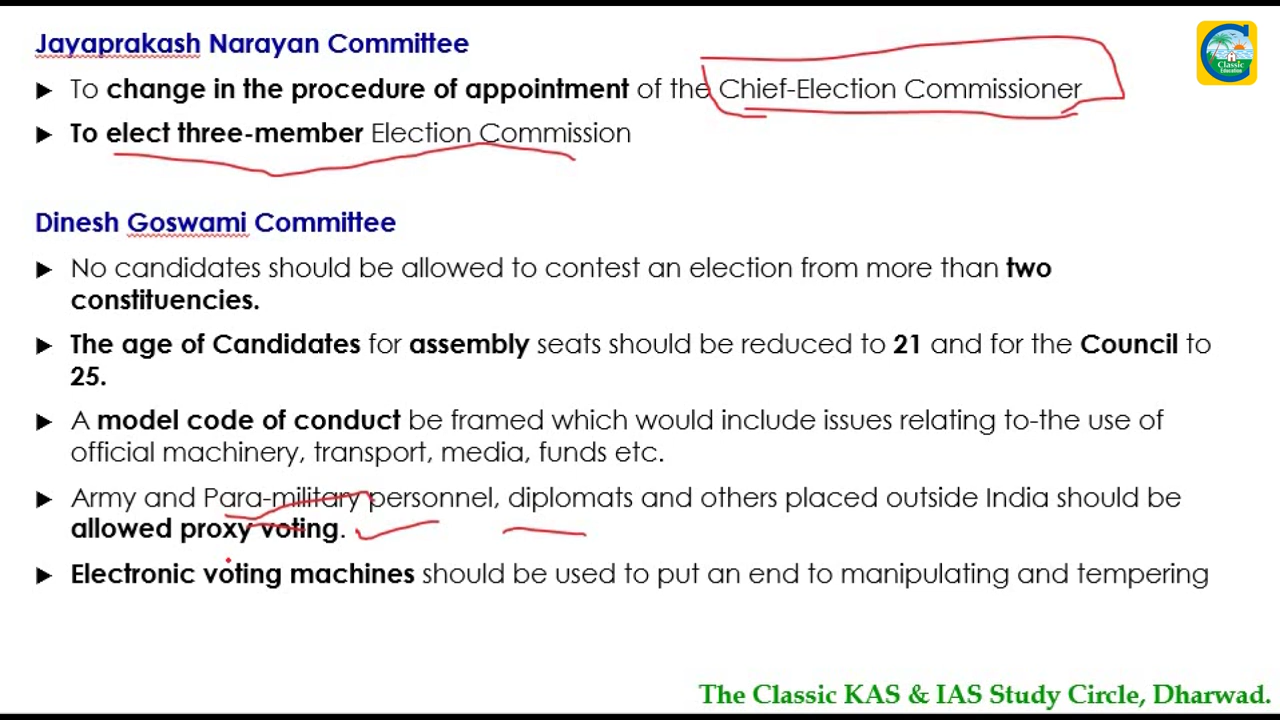 Jayaprakash Narayan Committee
To change in the procedure of appointment of the Chief-Election Commissioner
To elect three-member Election Commission
Dinesh Goswami Committee
No candidates should be allowed to contest an election from more than two
constituencies.
The age of Candidates for assembly seats should be reduced to 21 and for the Council to
25.
A model code of conduct be framed which would include issues relating to-the use of
official machinery, transport, media, funds etc.
Army and Para-military personnel, diplomats and others placed outside India should be
allowed proxy voting.
Electronic voting machines should be used to put an end to manipulating and tempering
The Classic KAS & IAS Study Circle, Dharwad.
Classic
Education